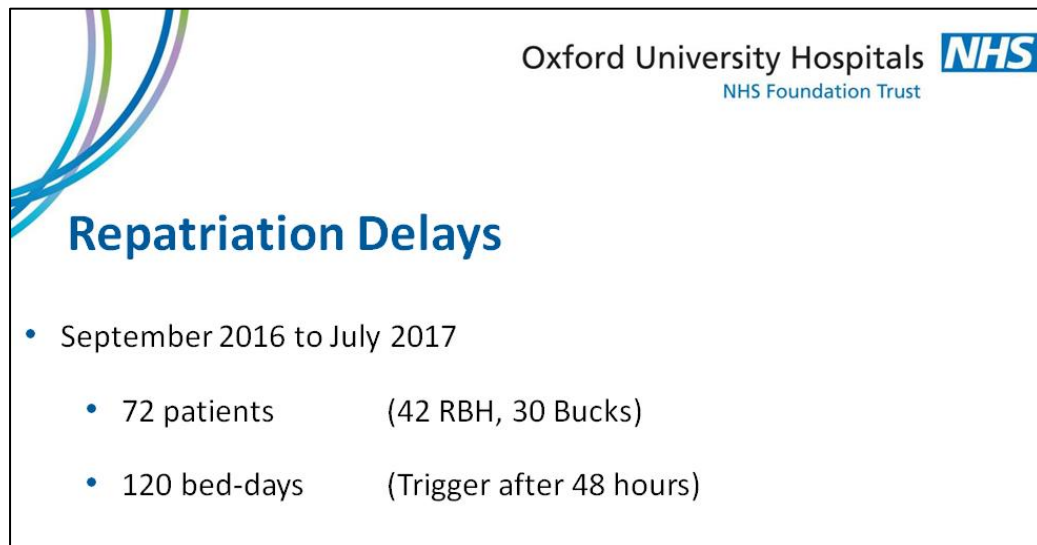 Oxford University Hospitals NHS
NHS Foundation Trust
Repatriation Delays
• September 2016 to July 2017
• 72 patients (42 RBH, 30 Bucks)
• 120 bed-days (Trigger after 48 hours)